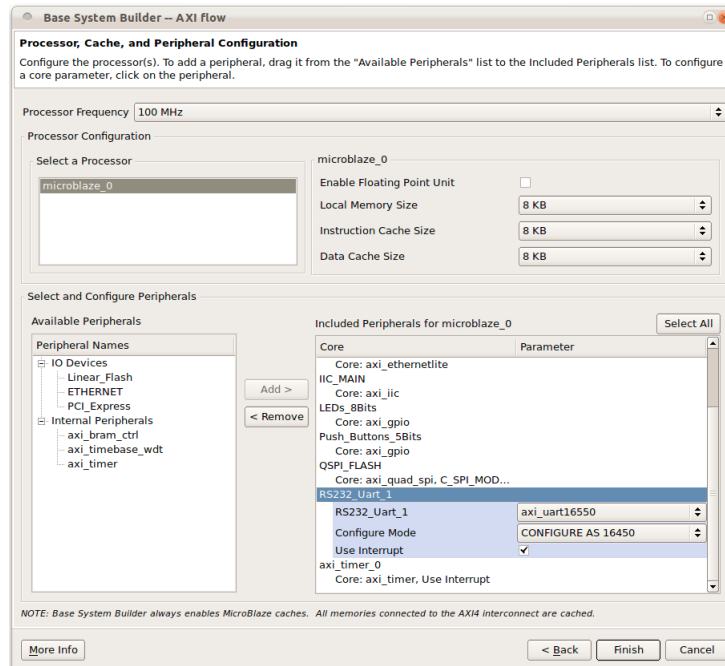 Base System Builder -- AXI flow
Processor, Cache, and Peripheral Configuration
Configure the processor(s). To add a peripheral, drag it from the "Available Peripherals" list to the Included Peripherals list. To configure
a core parameter, click on the peripheral.
Processor Frequency 100 MHz
Processor Configuration
Select a Processor
microblaze_0
microblaze_0
Enable Floating Point Unit
Local Memory Size 8 KB
Instruction Cache Size 8 KB
Data Cache Size 8 KB
Select and Configure Peripherals
Available Peripherals
Peripheral Names
IO Devices
Linear_Flash
ETHERNET
PCI_Express
Internal Peripherals
axi_bram_ctrl
axi_timebase_wdt
axi_timer
Add >
< Remove
Included Peripherals for microblaze_0
Select All
Core Parameter
Core: axi_ethernetlite
IIC_MAIN
Core: axi_iic
LEDs_8Bits
Core: axi_gpio
Push_Buttons_5Bits
Core: axi_gpio
QSPI_FLASH
Core: axi_quad_spi, C_SPI_MOD...
RS232_Uart_1
RS232_Uart_1 axi_uart16550
Configure Mode CONFIGURE AS 16450
Use Interrupt
axi_timer_0
Core: axi_timer, Use Interrupt
NOTE: Base System Builder always enables MicroBlaze caches. All memories connected to the AXI4 interconnect are cached.
More Info
< Back
Finish
Cancel